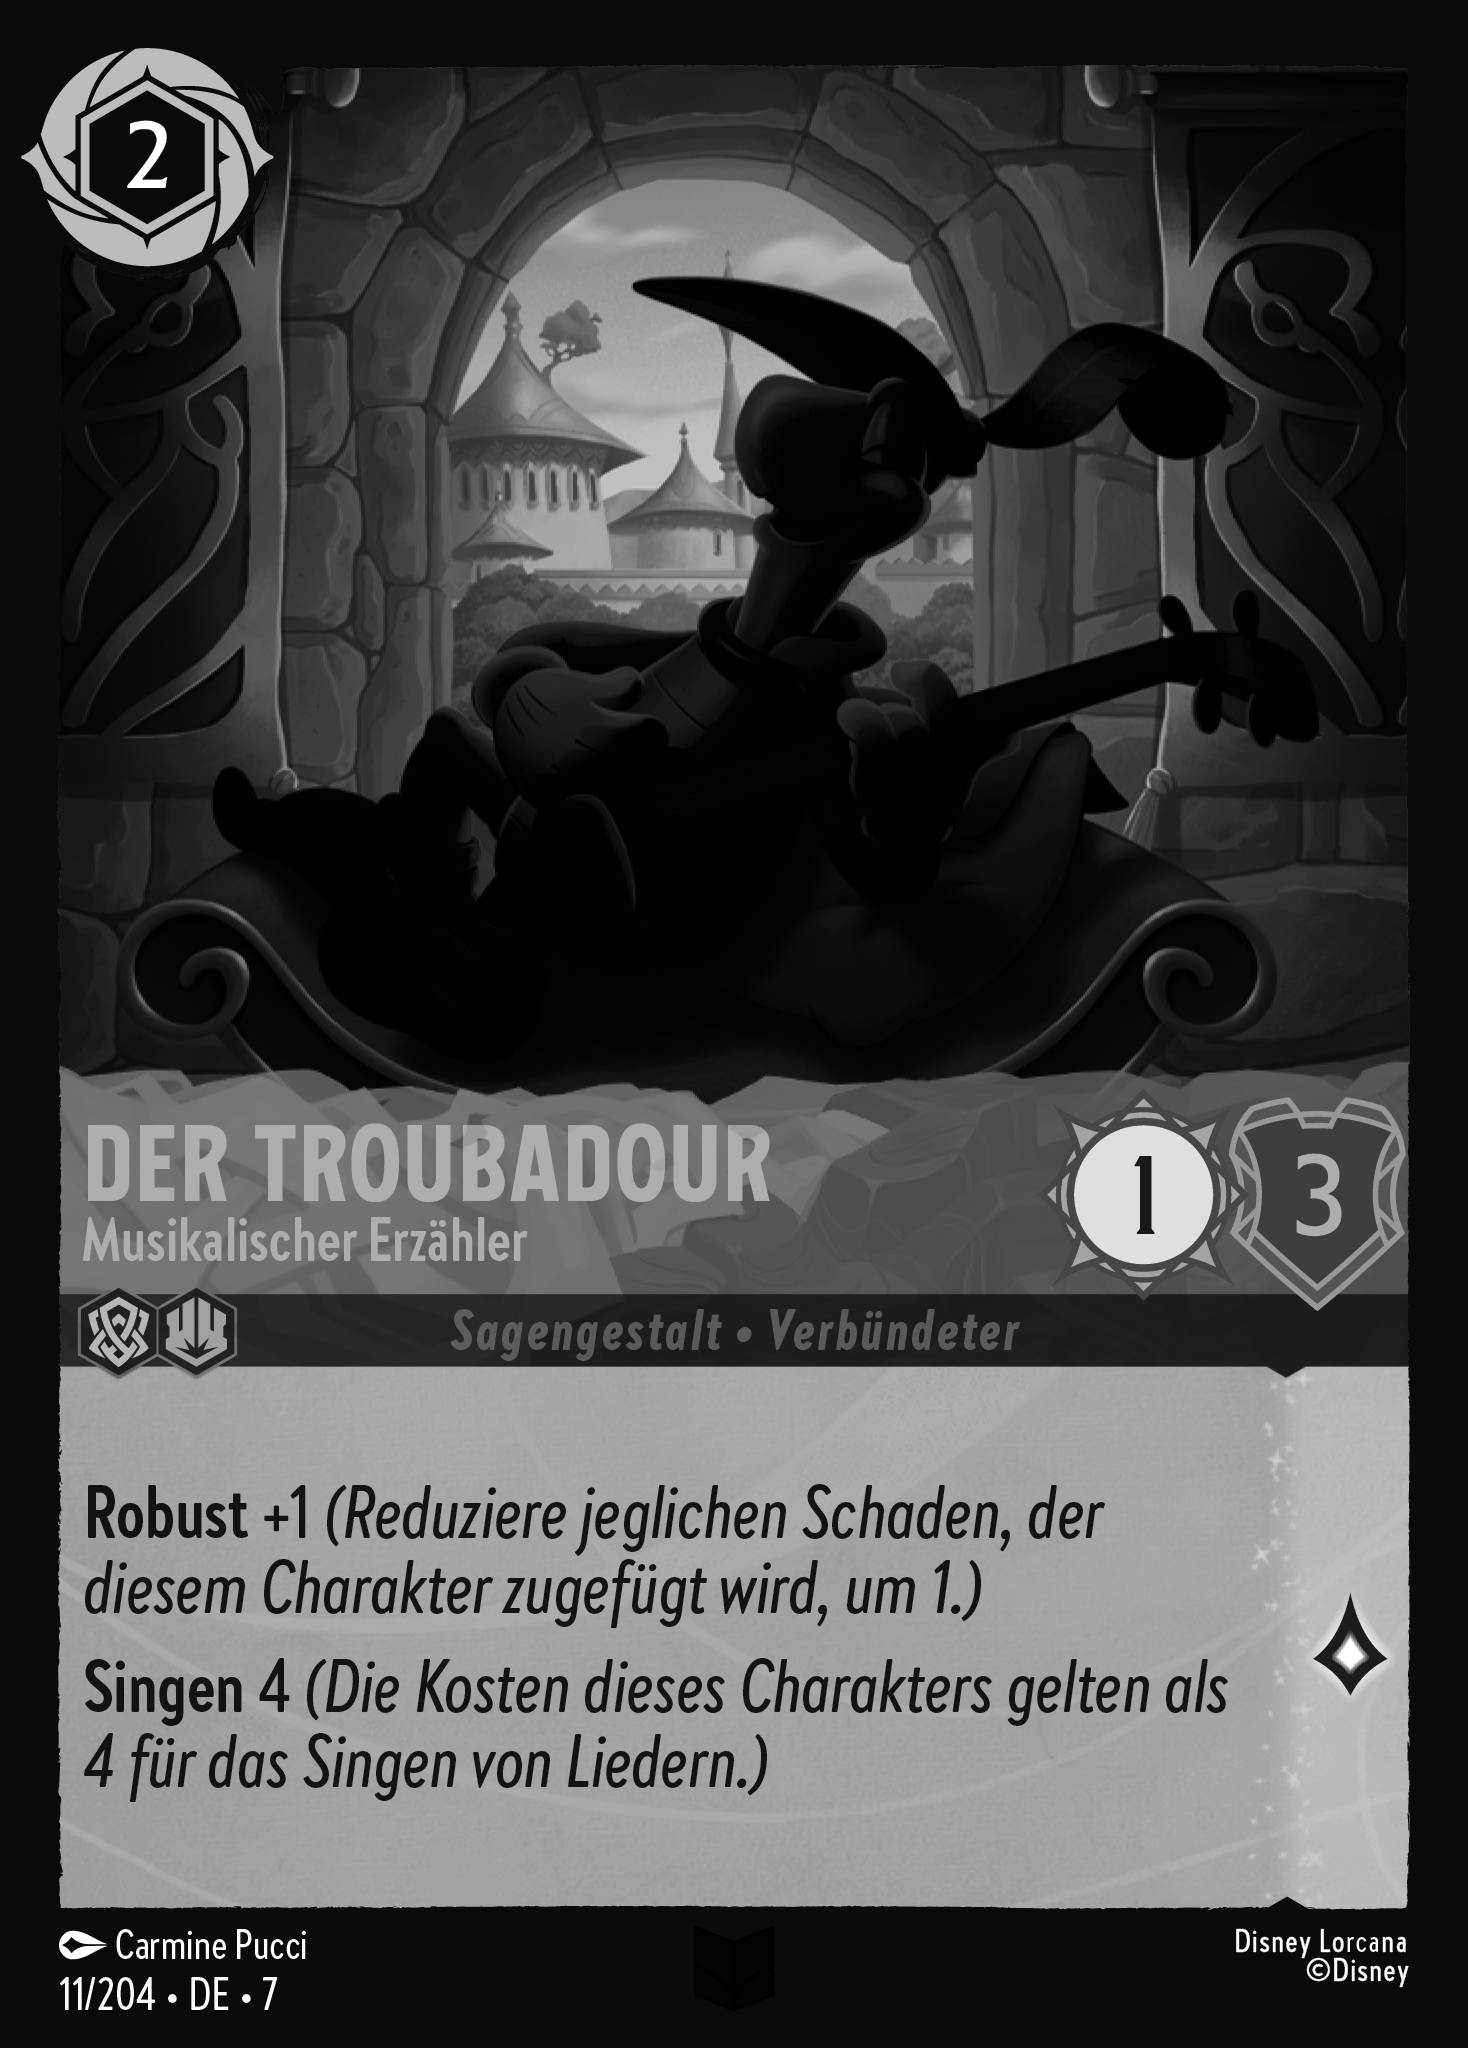 2
DER TROUBADOUR
Musikalischer Erzähler
1
3
Sagengestalt • Verbündeter
Robust +1 (Reduziere jeglichen Schaden, der
diesem Charakter zugefügt wird, um 1.)
Singen 4 (Die Kosten dieses Charakters gelten als
4 für das Singen von Liedern.)
Carmine Pucci
11/204 • DE • 7
Disney Lorcana
©Disney